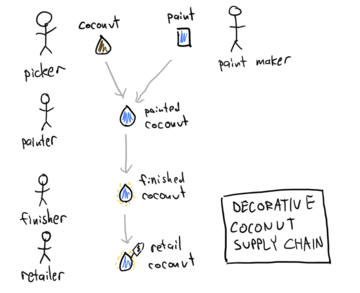 coconut
paint
picker
paint maker
painted
coconut
painter
finished
coconut
finisher
retail
coconut
retailer
DECORATIVE
COCONUT
SUPPLY CHAIN